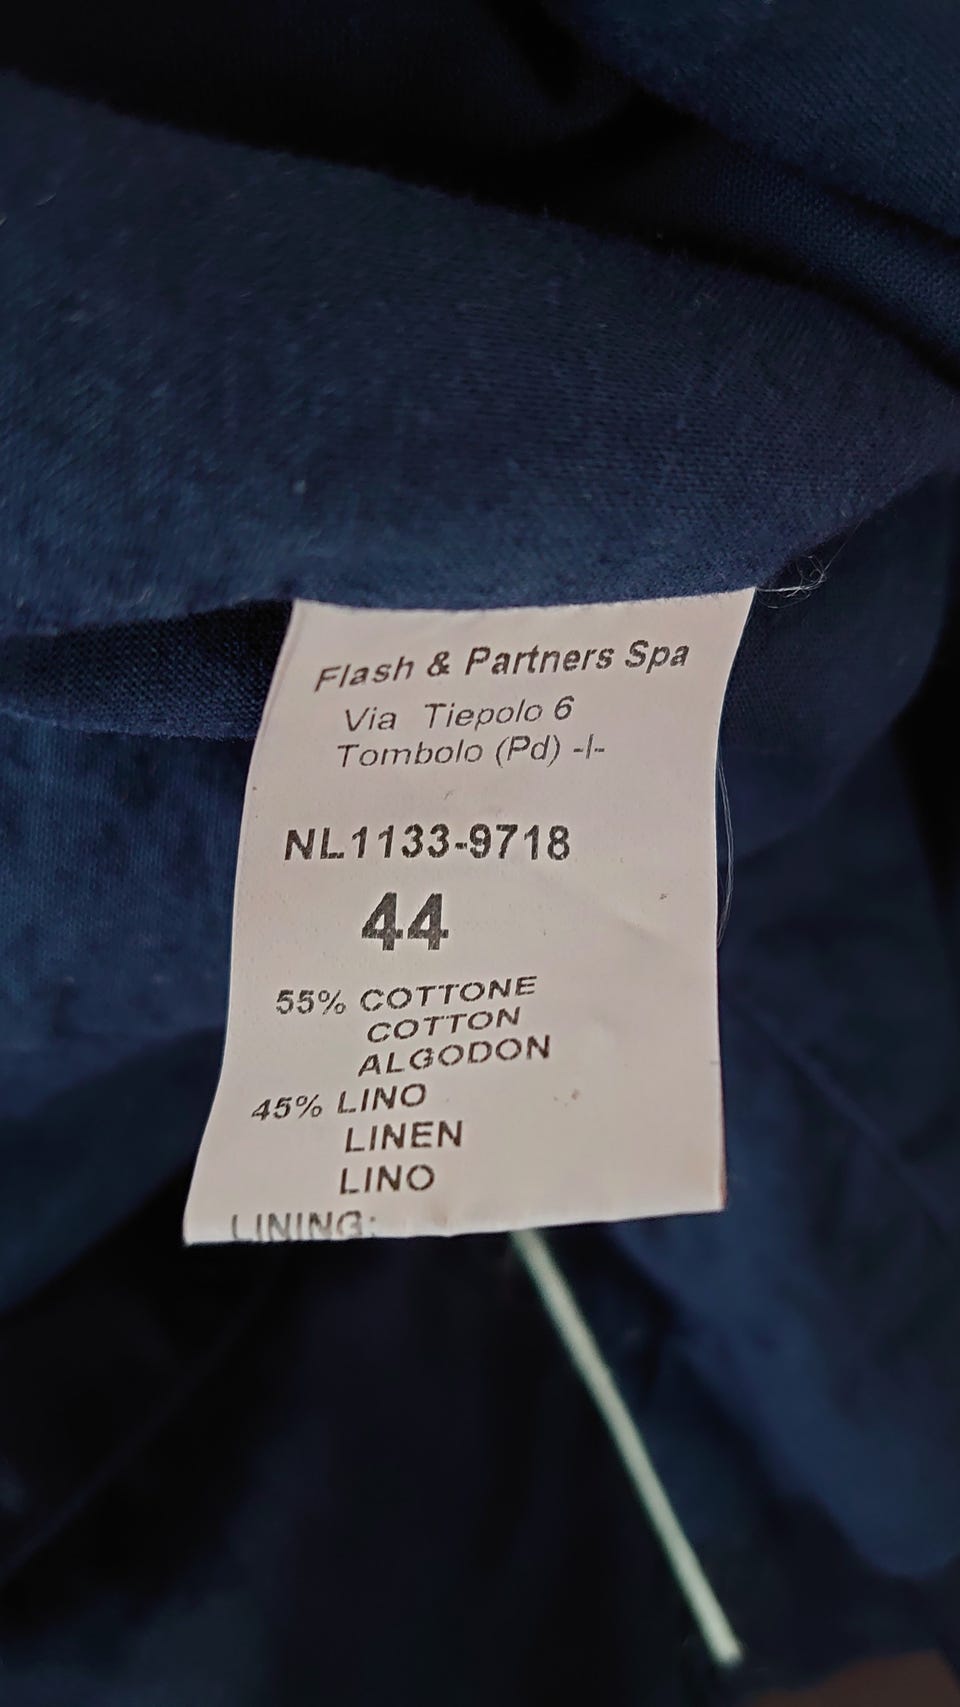 Flash & Partners Spa
Via Tiepolo 6
Tombolo (Pd) -I-
NL1133-9718
44
55% COTTONE
COTTON
ALGODON
45% LINO
LINEN
LINO
LINING: